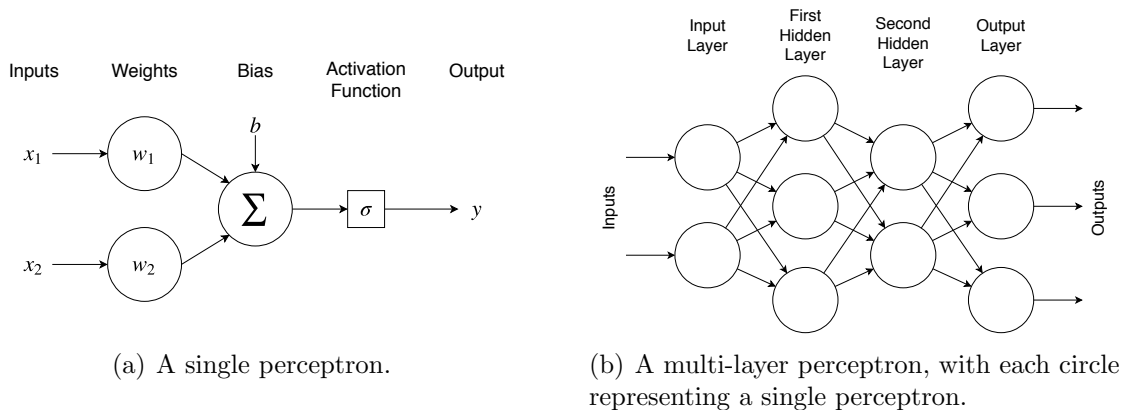 Inputs
Weights
Bias
Activation
Function
Output
x₁
w₁
b
Σ
σ
y
x₂
w₂
(a) A single perceptron.
Input
Layer
First
Hidden
Layer
Second
Hidden
Layer
Output
Layer
Inputs
Outputs
(b) A multi-layer perceptron, with each circle
representing a single perceptron.